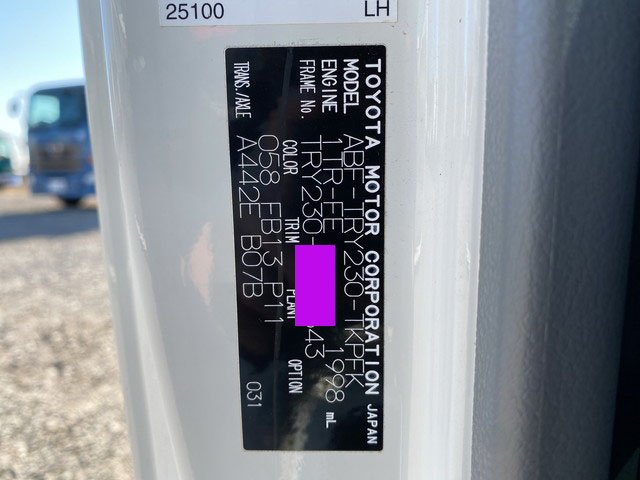 25100 LH
TOYOTA MOTOR CORPORATION JAPAN
MODEL ABF-TRY230-TKPFK
ENGINE 1TR-FE 1998 mL
FRAME No. TRY230- 643
COLOR TRIM PLANT OPTION
058 FB13 P11
TRANS./AXLE A442E B07B
031